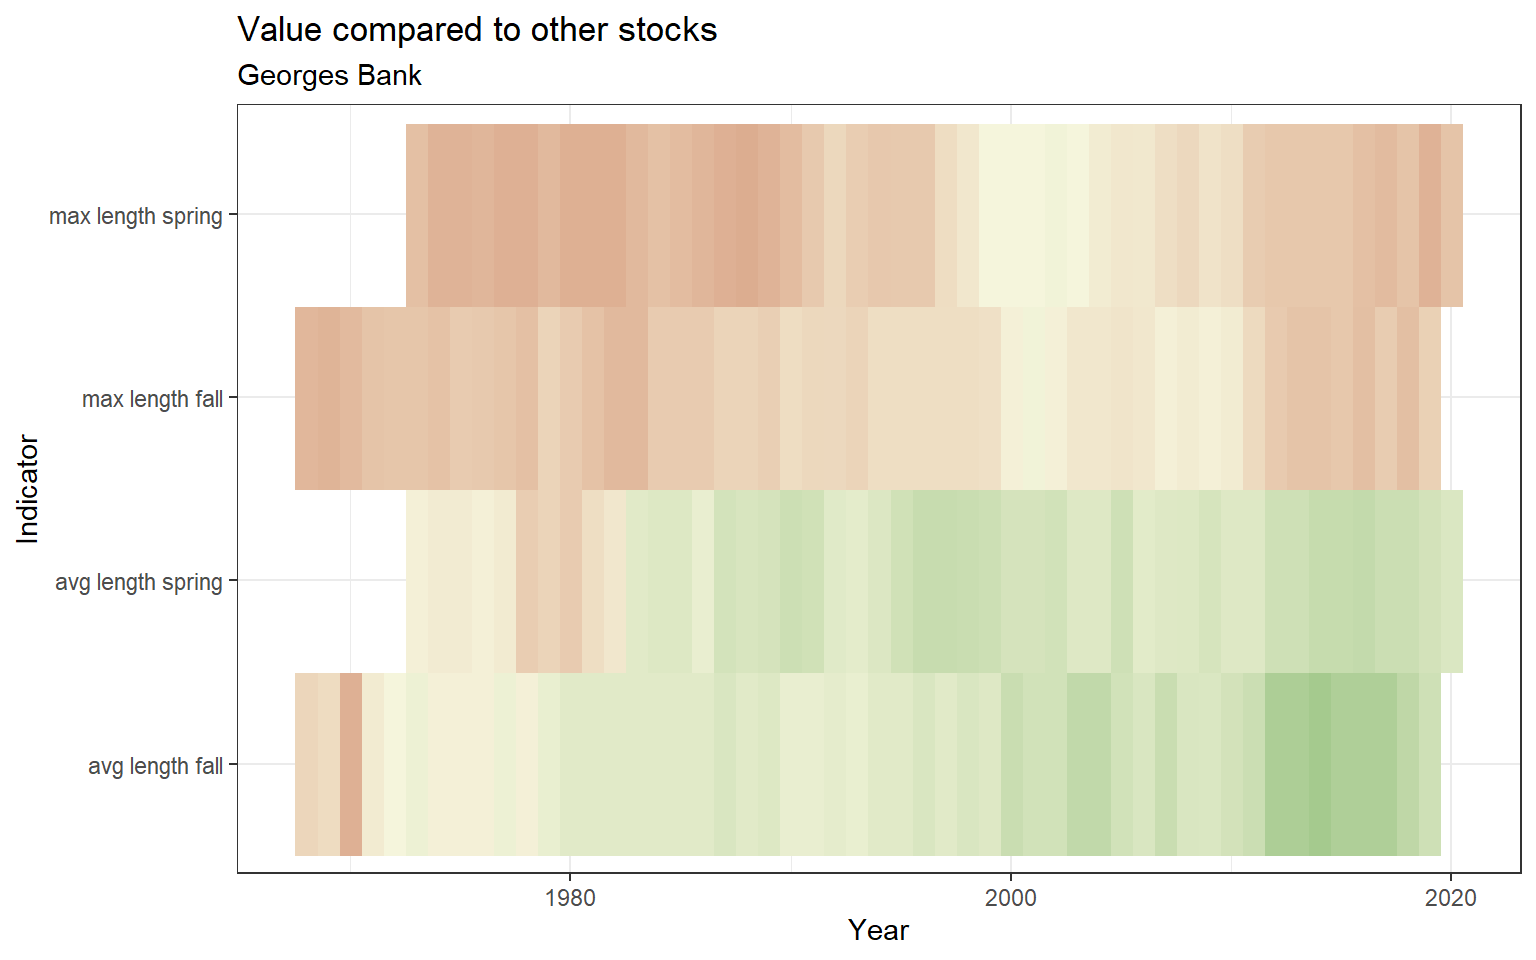 Value compared to other stocks
Georges Bank
max length spring
max length fall
avg length spring
avg length fall
Indicator
1980
2000
2020
Year